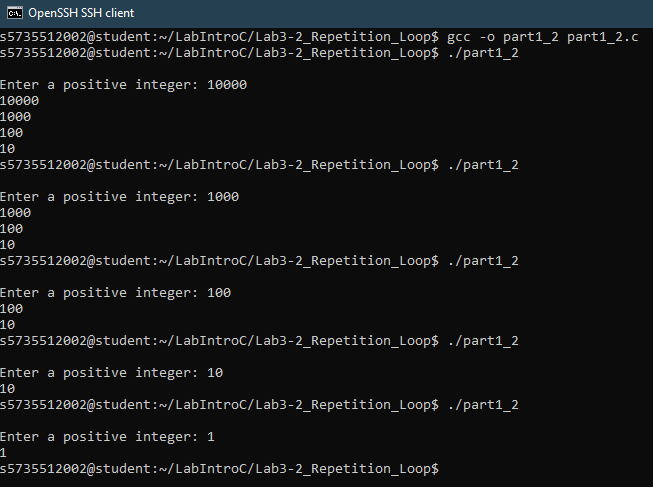 OpenSSH SSH client
s5735512002@student:~/LabIntroC/Lab3-2_Repetition_Loop$ gcc -o part1_2 part1_2.c
s5735512002@student:~/LabIntroC/Lab3-2_Repetition_Loop$ ./part1_2
Enter a positive integer: 10000
10000
1000
100
10
s5735512002@student:~/LabIntroC/Lab3-2_Repetition_Loop$ ./part1_2
Enter a positive integer: 1000
1000
100
10
s5735512002@student:~/LabIntroC/Lab3-2_Repetition_Loop$ ./part1_2
Enter a positive integer: 100
100
10
s5735512002@student:~/LabIntroC/Lab3-2_Repetition_Loop$ ./part1_2
Enter a positive integer: 10
10
s5735512002@student:~/LabIntroC/Lab3-2_Repetition_Loop$ ./part1_2
Enter a positive integer: 1
1
s5735512002@student:~/LabIntroC/Lab3-2_Repetition_Loop$